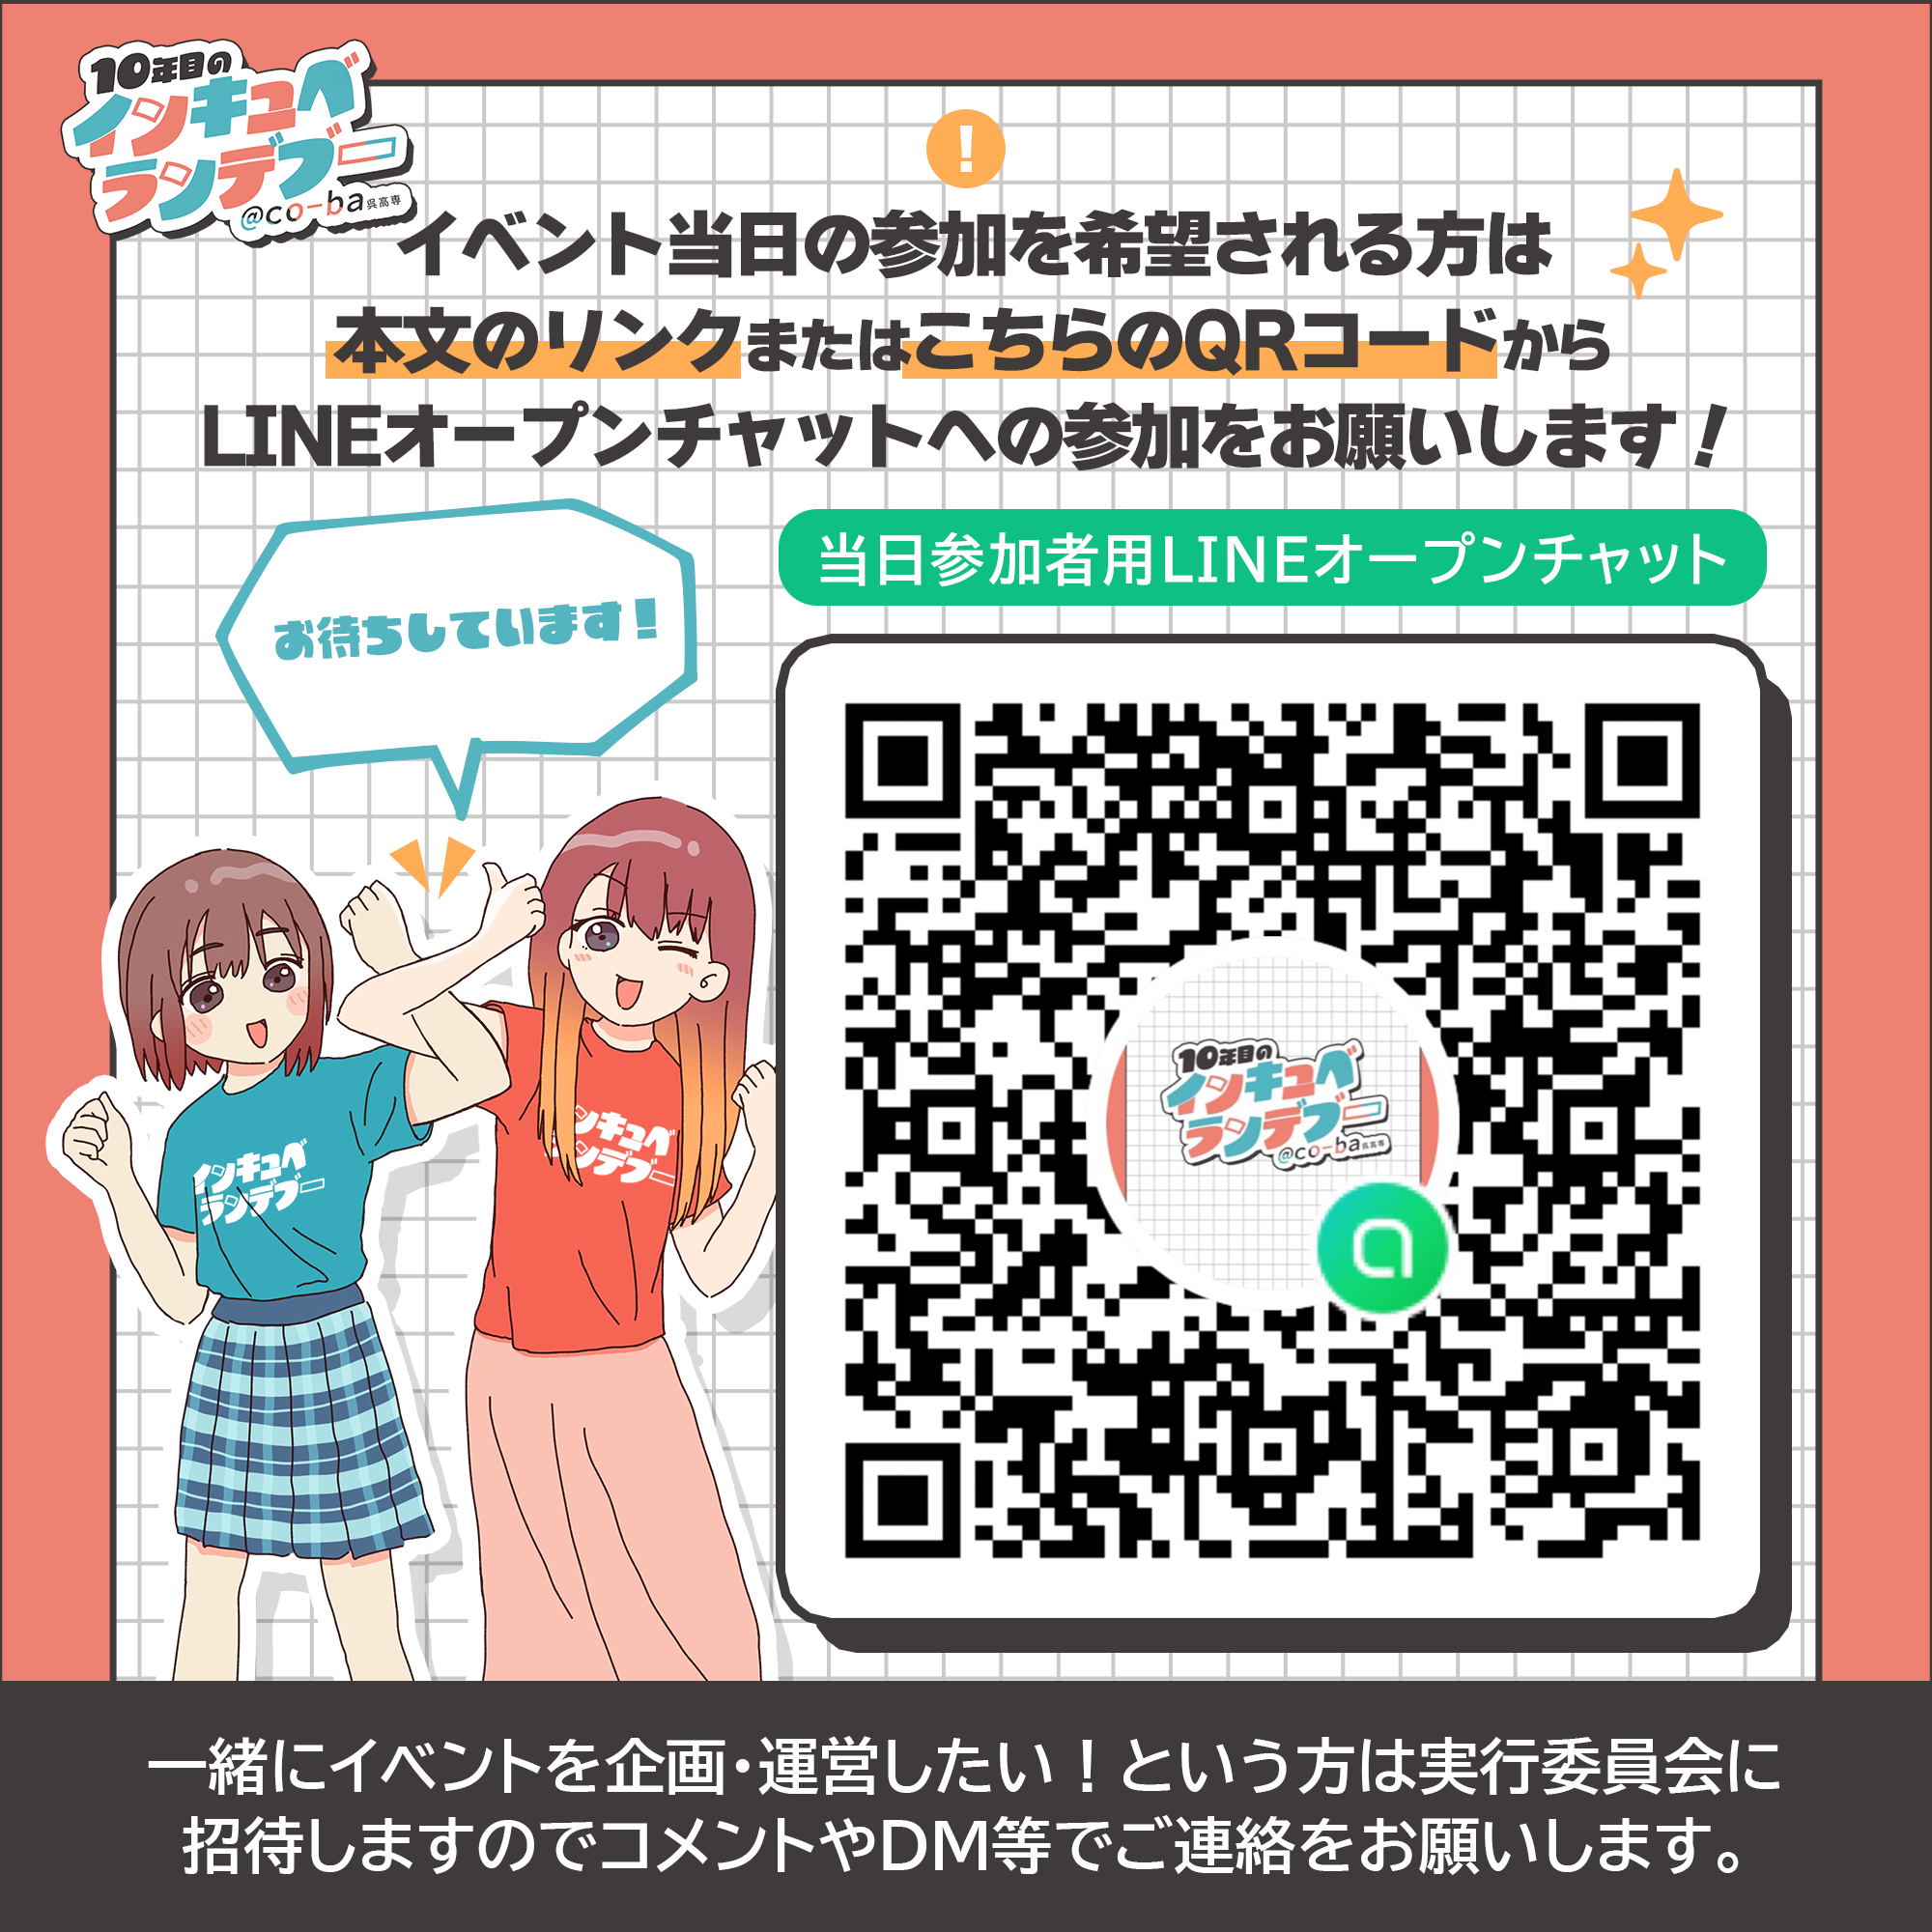 10年目の
インキュベ
ランデブー
@co-ba呉高専
!
イベント当日の参加を希望される方は
本文のリンクまたはこちらのQRコードから
LINEオープンチャットへの参加をお願いします!
お待ちしています!
当日参加者用LINEオープンチャット
インキュベ
ランデブー
ンキュベ
ンデブー
10年目の
インキュベ
ランデブー
@co-ba呉高専
一緒にイベントを企画・運営したい!という方は実行委員会に
招待しますのでコメントやDM等でご連絡をお願いします。